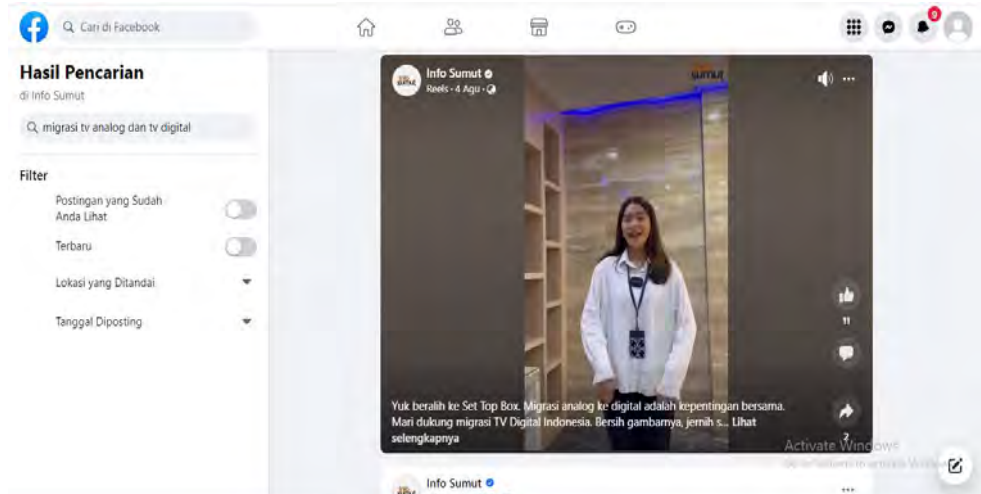 Cari di Facebook
9
Hasil Pencarian
di Info Sumut
migrasi tv analog dan tv digital
Filter
Postingan yang Sudah
Anda Lihat
Terbaru
Lokasi yang Ditandai
Tanggal Diposting
Info Sumut
Reels · 4 Agu ·
sumut
11
Yuk beralih ke Set Top Box. Migrasi analog ke digital adalah kepentingan bersama.
Mari dukung migrasi TV Digital Indonesia. Bersih gambarnya, jernih s... Lihat
selengkapnya
2
Activate Windows
Info Sumut